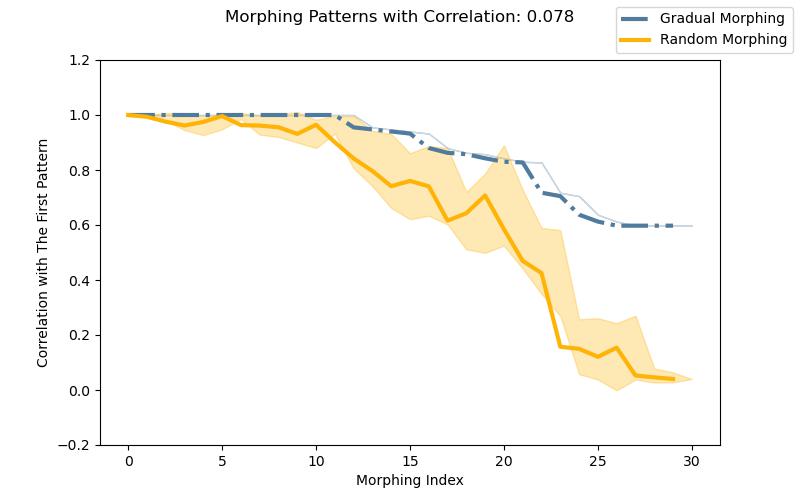 Morphing Patterns with Correlation: 0.078
Gradual Morphing
Random Morphing
1.2
1.0
0.8
0.6
0.4
0.2
0.0
−0.2
Correlation with The First Pattern
0 5 10 15 20 25 30
Morphing Index